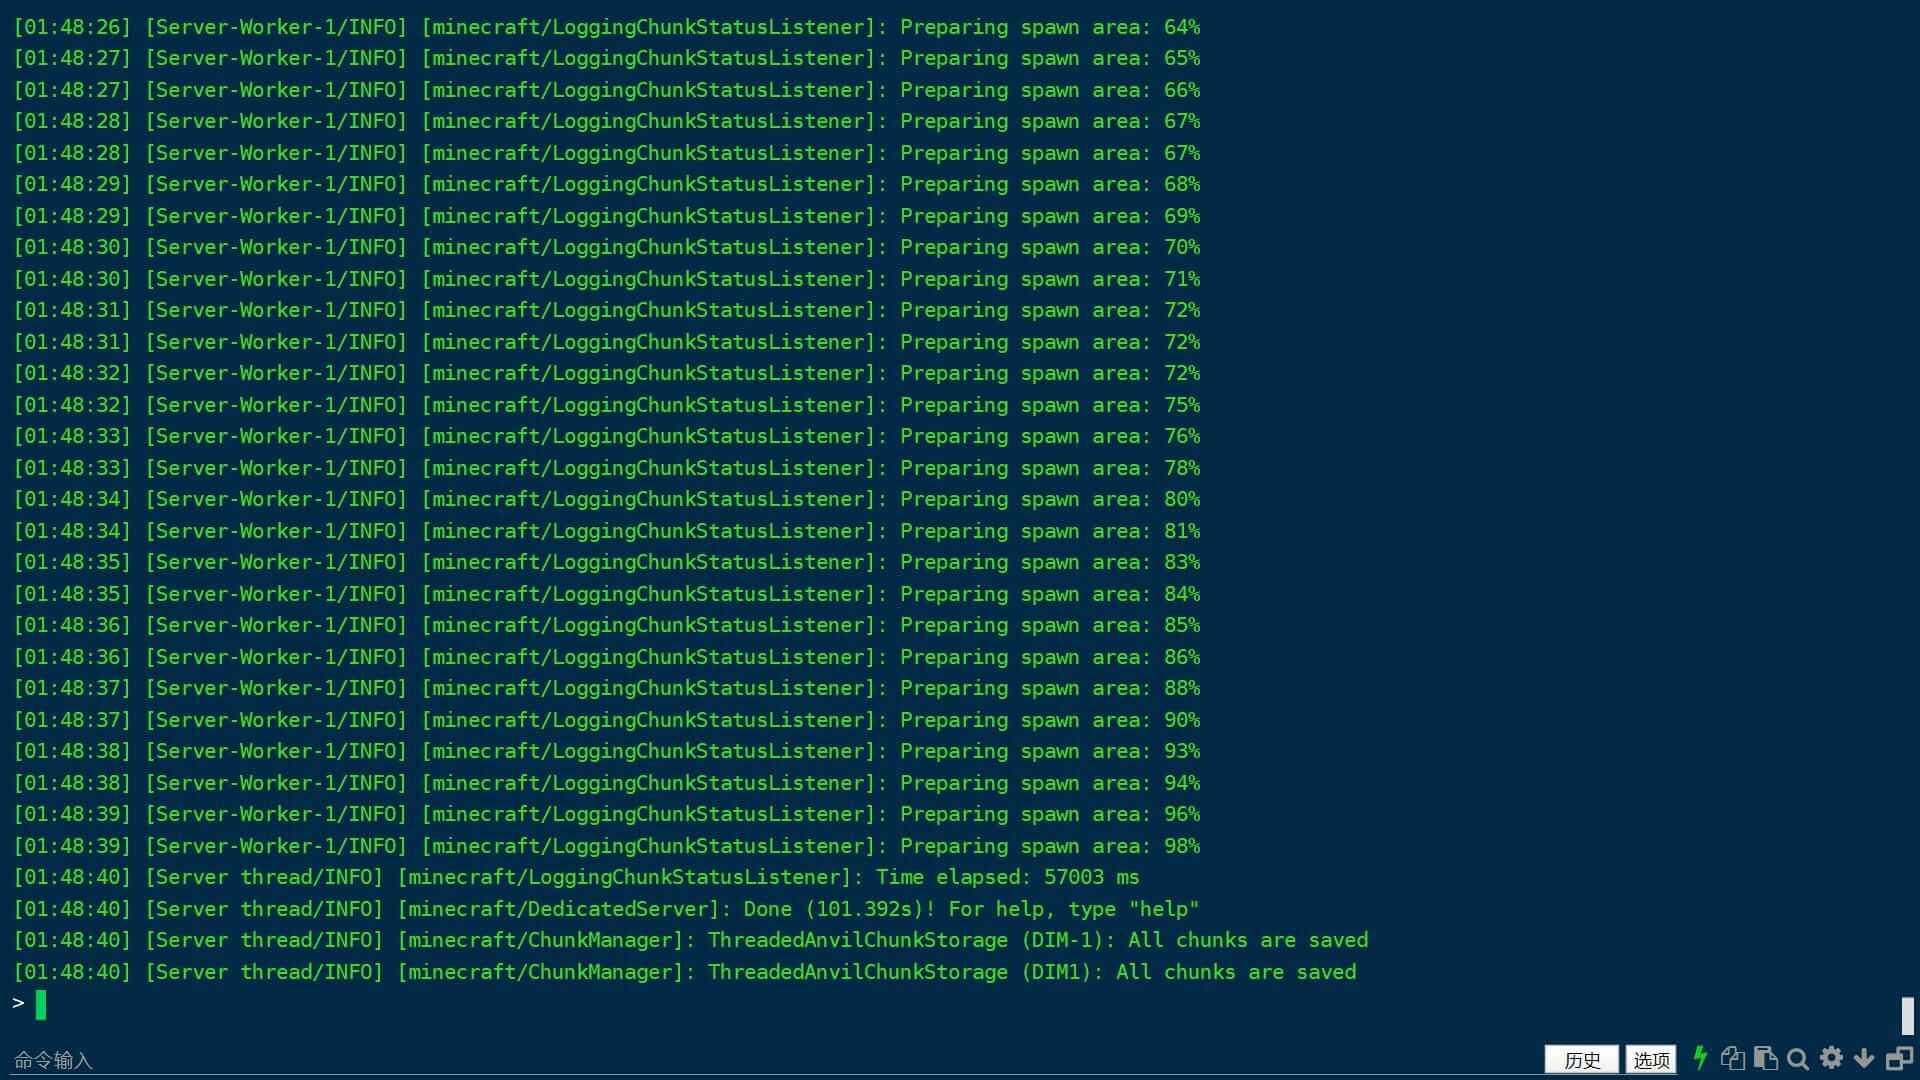 [01:48:26] [Server-Worker-1/INFO] [minecraft/LoggingChunkStatusListener]: Preparing spawn area: 64%
[01:48:27] [Server-Worker-1/INFO] [minecraft/LoggingChunkStatusListener]: Preparing spawn area: 65%
[01:48:27] [Server-Worker-1/INFO] [minecraft/LoggingChunkStatusListener]: Preparing spawn area: 66%
[01:48:28] [Server-Worker-1/INFO] [minecraft/LoggingChunkStatusListener]: Preparing spawn area: 67%
[01:48:28] [Server-Worker-1/INFO] [minecraft/LoggingChunkStatusListener]: Preparing spawn area: 67%
[01:48:29] [Server-Worker-1/INFO] [minecraft/LoggingChunkStatusListener]: Preparing spawn area: 68%
[01:48:29] [Server-Worker-1/INFO] [minecraft/LoggingChunkStatusListener]: Preparing spawn area: 69%
[01:48:30] [Server-Worker-1/INFO] [minecraft/LoggingChunkStatusListener]: Preparing spawn area: 70%
[01:48:30] [Server-Worker-1/INFO] [minecraft/LoggingChunkStatusListener]: Preparing spawn area: 71%
[01:48:31] [Server-Worker-1/INFO] [minecraft/LoggingChunkStatusListener]: Preparing spawn area: 72%
[01:48:31] [Server-Worker-1/INFO] [minecraft/LoggingChunkStatusListener]: Preparing spawn area: 72%
[01:48:32] [Server-Worker-1/INFO] [minecraft/LoggingChunkStatusListener]: Preparing spawn area: 72%
[01:48:32] [Server-Worker-1/INFO] [minecraft/LoggingChunkStatusListener]: Preparing spawn area: 75%
[01:48:33] [Server-Worker-1/INFO] [minecraft/LoggingChunkStatusListener]: Preparing spawn area: 76%
[01:48:33] [Server-Worker-1/INFO] [minecraft/LoggingChunkStatusListener]: Preparing spawn area: 78%
[01:48:34] [Server-Worker-1/INFO] [minecraft/LoggingChunkStatusListener]: Preparing spawn area: 80%
[01:48:34] [Server-Worker-1/INFO] [minecraft/LoggingChunkStatusListener]: Preparing spawn area: 81%
[01:48:35] [Server-Worker-1/INFO] [minecraft/LoggingChunkStatusListener]: Preparing spawn area: 83%
[01:48:35] [Server-Worker-1/INFO] [minecraft/LoggingChunkStatusListener]: Preparing spawn area: 84%
[01:48:36] [Server-Worker-1/INFO] [minecraft/LoggingChunkStatusListener]: Preparing spawn area: 85%
[01:48:36] [Server-Worker-1/INFO] [minecraft/LoggingChunkStatusListener]: Preparing spawn area: 86%
[01:48:37] [Server-Worker-1/INFO] [minecraft/LoggingChunkStatusListener]: Preparing spawn area: 88%
[01:48:37] [Server-Worker-1/INFO] [minecraft/LoggingChunkStatusListener]: Preparing spawn area: 90%
[01:48:38] [Server-Worker-1/INFO] [minecraft/LoggingChunkStatusListener]: Preparing spawn area: 93%
[01:48:38] [Server-Worker-1/INFO] [minecraft/LoggingChunkStatusListener]: Preparing spawn area: 94%
[01:48:39] [Server-Worker-1/INFO] [minecraft/LoggingChunkStatusListener]: Preparing spawn area: 96%
[01:48:39] [Server-Worker-1/INFO] [minecraft/LoggingChunkStatusListener]: Preparing spawn area: 98%
[01:48:40] [Server thread/INFO] [minecraft/LoggingChunkStatusListener]: Time elapsed: 57003 ms
[01:48:40] [Server thread/INFO] [minecraft/DedicatedServer]: Done (101.392s)! For help, type "help"
[01:48:40] [Server thread/INFO] [minecraft/ChunkManager]: ThreadedAnvilChunkStorage (DIM-1): All chunks are saved
[01:48:40] [Server thread/INFO] [minecraft/ChunkManager]: ThreadedAnvilChunkStorage (DIM1): All chunks are saved
>
命令输入 历史 选项